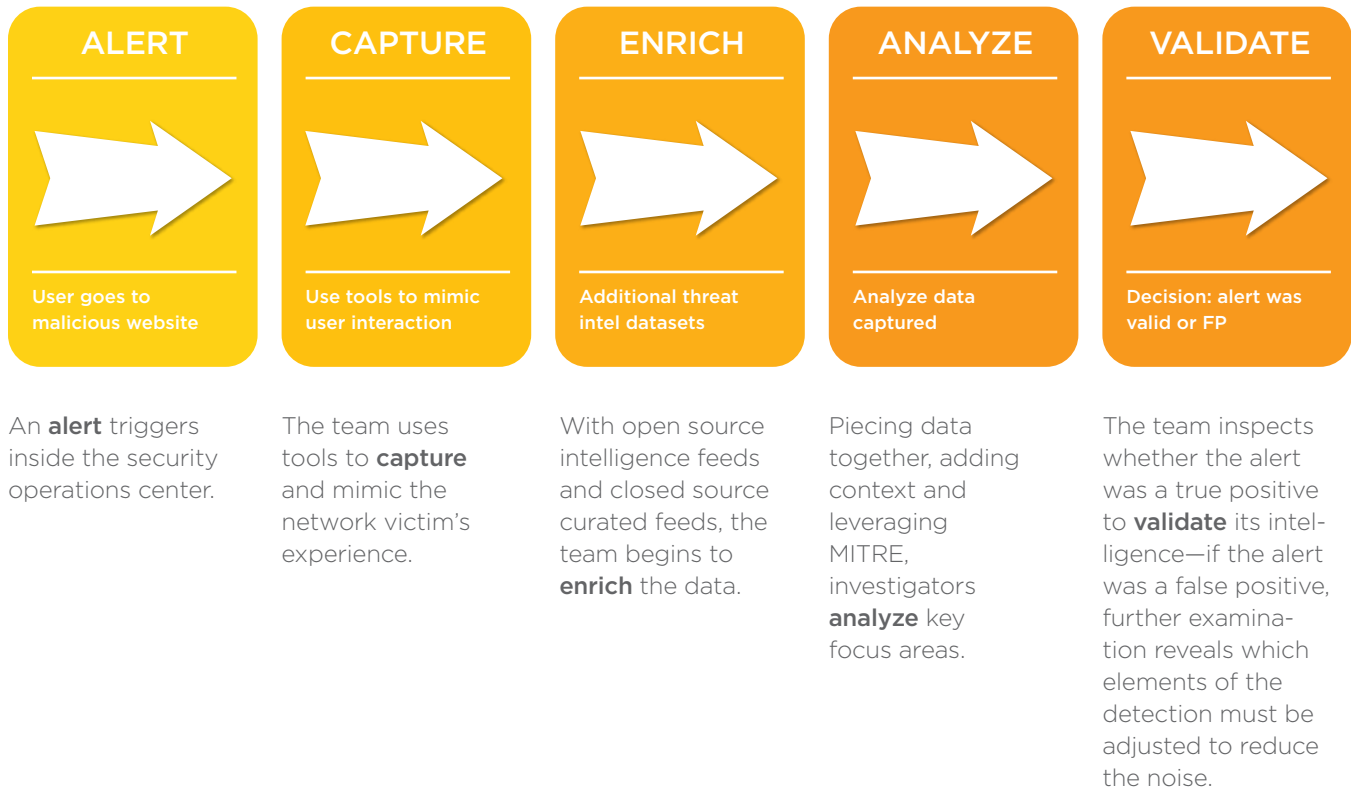 ALERT
User goes to
malicious website
An alert triggers
inside the security
operations center.
CAPTURE
Use tools to mimic
user interaction
The team uses
tools to capture
and mimic the
network victim's
experience.
ENRICH
Additional threat
intel datasets
With open source
intelligence feeds
and closed source
curated feeds, the
team begins to
enrich the data.
ANALYZE
Analyze data
captured
Piecing data
together, adding
context and
leveraging
MITRE,
investigators
analyze key
focus areas.
VALIDATE
Decision: alert was
valid or FP
The team inspects
whether the alert
was a true positive
to validate its intel-
ligence—if the alert
was a false positive,
further examina-
tion reveals which
elements of the
detection must be
adjusted to reduce
the noise.